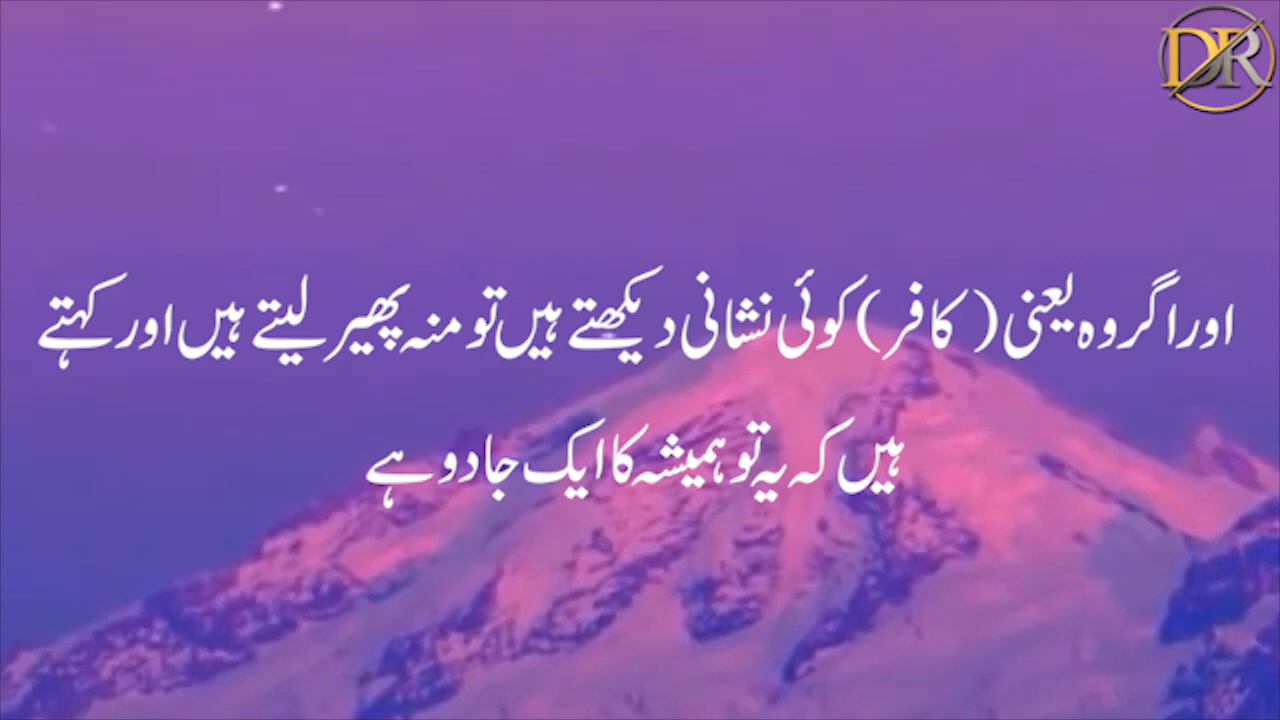 DR
اور اگر وہ یعنی ( کافر ) کوئی نشانی دیکھتے ہیں تو منہ پھیر لیتے ہیں اور کہتے
ہیں کہ یہ تو ہمیشہ کا ایک جادو ہے